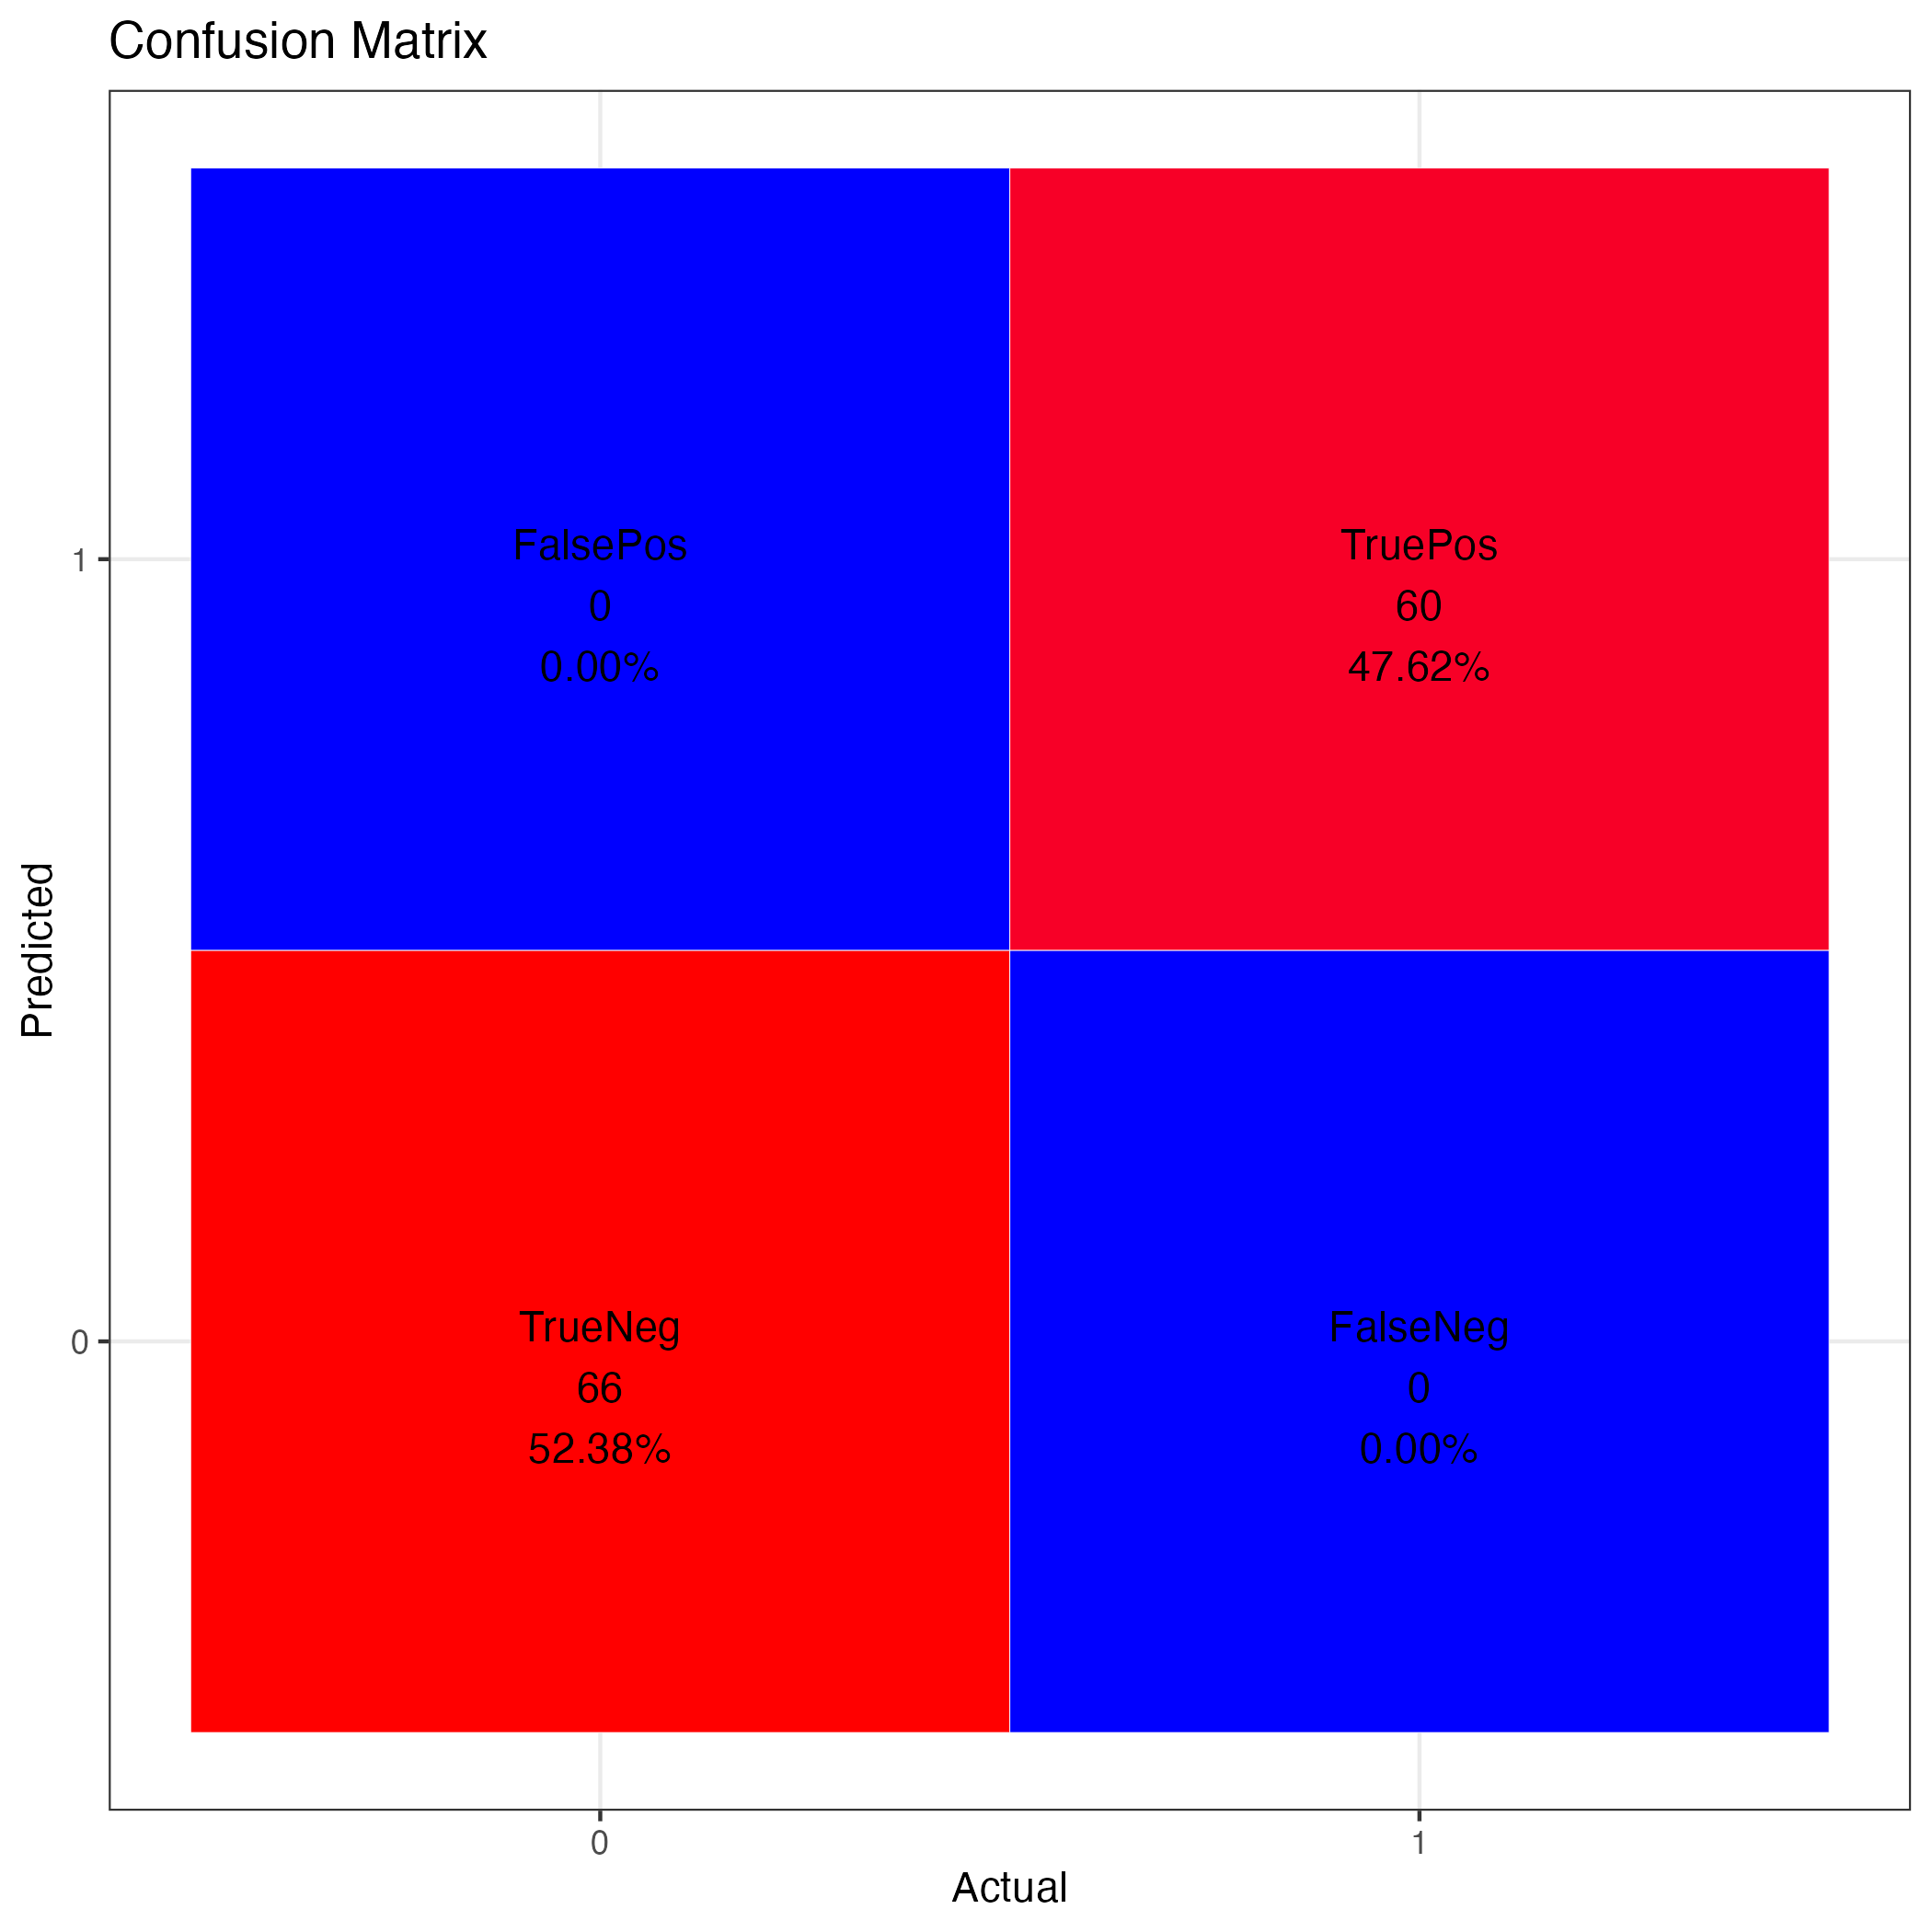 Confusion Matrix
Predicted
1
0
FalsePos
0
0.00%
TruePos
60
47.62%
TrueNeg
66
52.38%
FalseNeg
0
0.00%
0
1
Actual